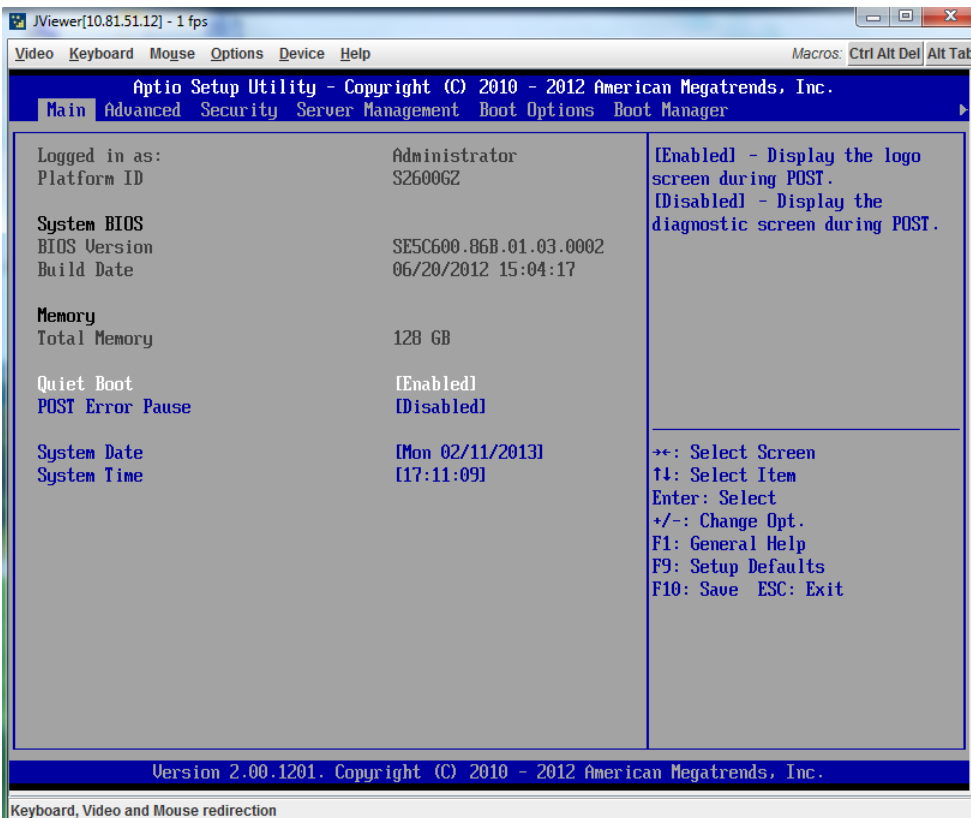 JViewer[10.81.51.12] - 1 fps
Video Keyboard Mouse Options Device Help Macros: Ctrl Alt Del Alt Tab
Aptio Setup Utility - Copyright (C) 2010 - 2012 American Megatrends, Inc.
Main Advanced Security Server Management Boot Options Boot Manager
Logged in as: Administrator
Platform ID S2600GZ
System BIOS
BIOS Version SE5C600.86B.01.03.0002
Build Date 06/20/2012 15:04:17
Memory
Total Memory 128 GB
Quiet Boot [Enabled]
POST Error Pause [Disabled]
System Date [Mon 02/11/2013]
System Time [17:11:09]
[Enabled] - Display the logo
screen during POST.
[Disabled] - Display the
diagnostic screen during POST.
→←: Select Screen
↑↓: Select Item
Enter: Select
+/-: Change Opt.
F1: General Help
F9: Setup Defaults
F10: Save ESC: Exit
Version 2.00.1201. Copyright (C) 2010 - 2012 American Megatrends, Inc.
Keyboard, Video and Mouse redirection